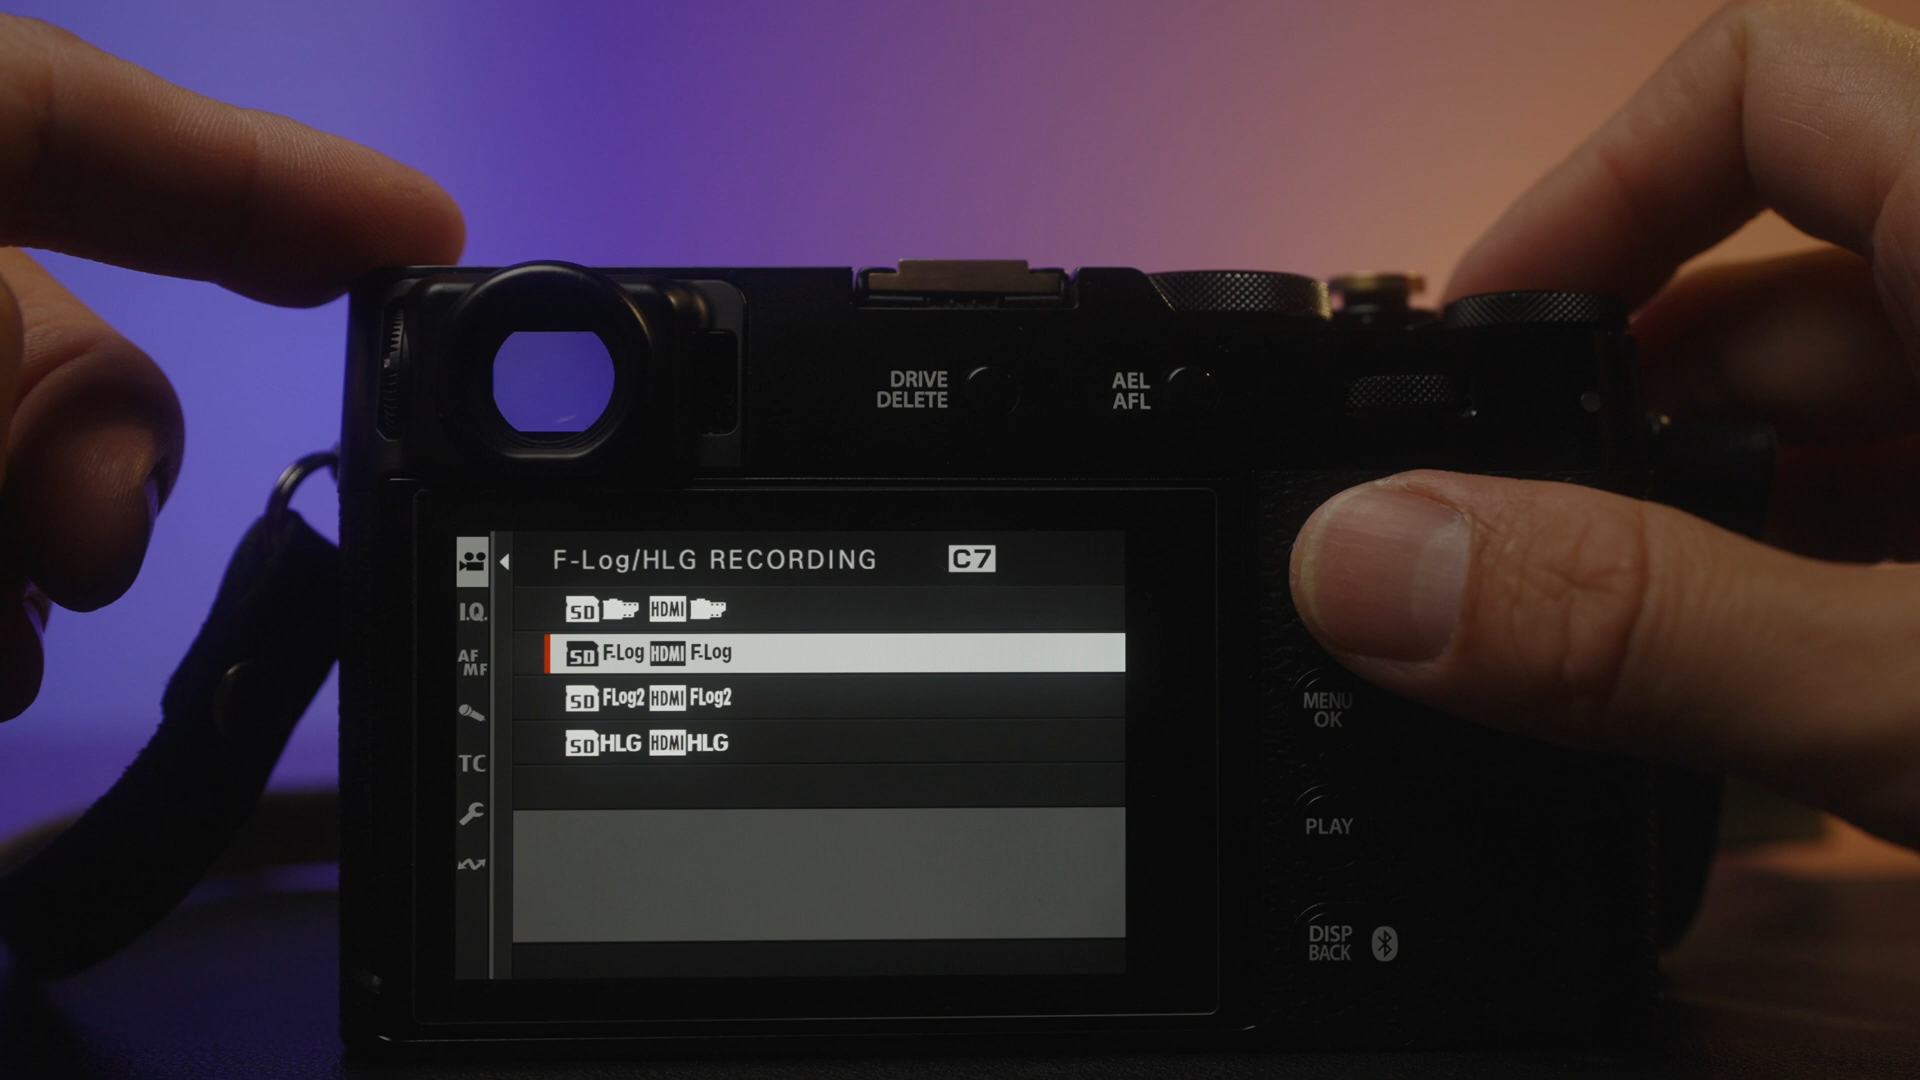 DRIVE
DELETE
AEL
AFL
F-Log/HLG RECORDING C7
I.Q.
AF
MF
TC
SD HDMI
SD F-Log HDMI F-Log
SD FLog2 HDMI FLog2
SD HLG HDMI HLG
MENU
OK
PLAY
DISP
BACK